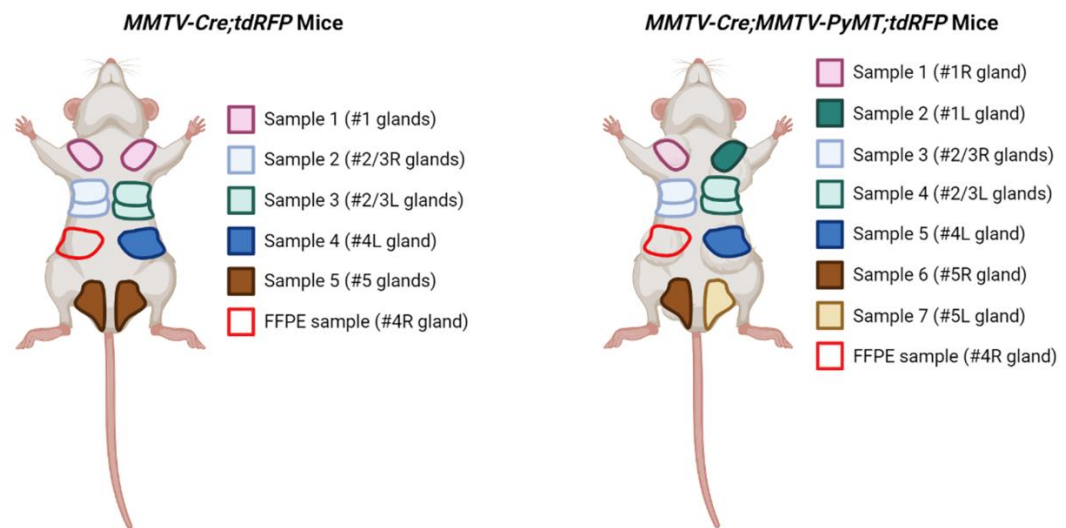 MMTV-Cre;tdRFP Mice
Sample 1 (#1 glands)
Sample 2 (#2/3R glands)
Sample 3 (#2/3L glands)
Sample 4 (#4L gland)
Sample 5 (#5 glands)
FFPE sample (#4R gland)
MMTV-Cre;MMTV-PyMT;tdRFP Mice
Sample 1 (#1R gland)
Sample 2 (#1L gland)
Sample 3 (#2/3R glands)
Sample 4 (#2/3L glands)
Sample 5 (#4L gland)
Sample 6 (#5R gland)
Sample 7 (#5L gland)
FFPE sample (#4R gland)